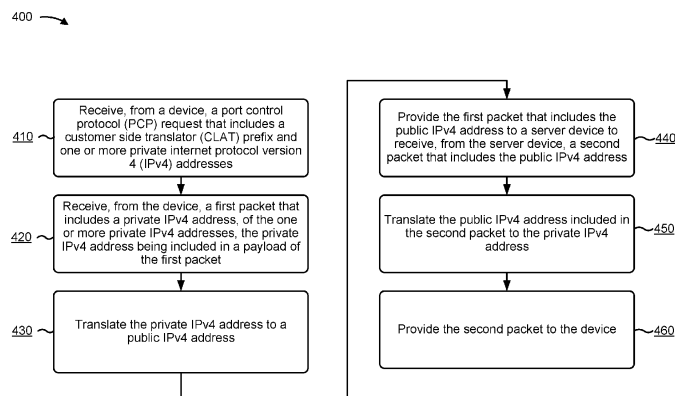 400
410
Receive, from a device, a port control
protocol (PCP) request that includes a
customer side translator (CLAT) prefix and
one or more private internet protocol version
4 (IPv4) addresses
420
Receive, from the device, a first packet that
includes a private IPv4 address, of the one
or more private IPv4 addresses, the private
IPv4 address being included in a payload of
the first packet
430
Translate the private IPv4 address to a
public IPv4 address
Provide the first packet that includes the
public IPv4 address to a server device to
receive, from the server device, a second
packet that includes the public IPv4 address
440
Translate the public IPv4 address included in
the second packet to the private IPv4
address
450
Provide the second packet to the device
460